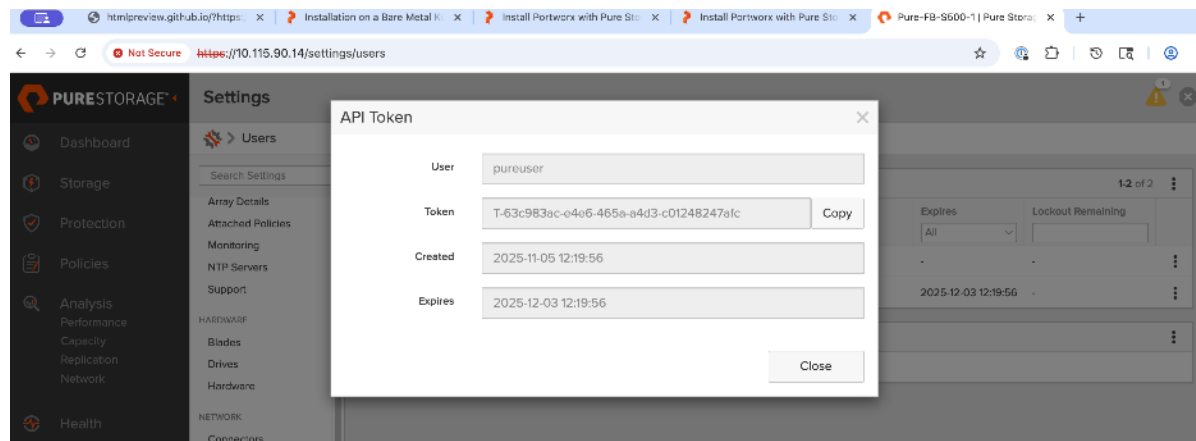 htmlpreview.github.io/?https:
Installation on a Bare Metal K
Install Portworx with Pure Sto
Install Portworx with Pure Sto
Pure-FB-S600-1 | Pure Storag
Not Secure https://10.115.90.14/settings/users
PURESTORAGE
Settings
1
Dashboard
Storage
Protection
Policies
Analysis
Performance
Capacity
Replication
Network
Health
> Users
Search Settings
Array Details
Attached Policies
Monitoring
NTP Servers
Support
HARDWARE
Blades
Drives
Hardware
NETWORK
Connectors
API Token
User pureuser
Token T-63c983ac-e4e6-465a-a4d3-c01248247afc Copy
Created 2025-11-05 12:19:56
Expires 2025-12-03 12:19:56
Close
1-2 of 2
Expires Lockout Remaining
All
- -
2025-12-03 12:19:56 -